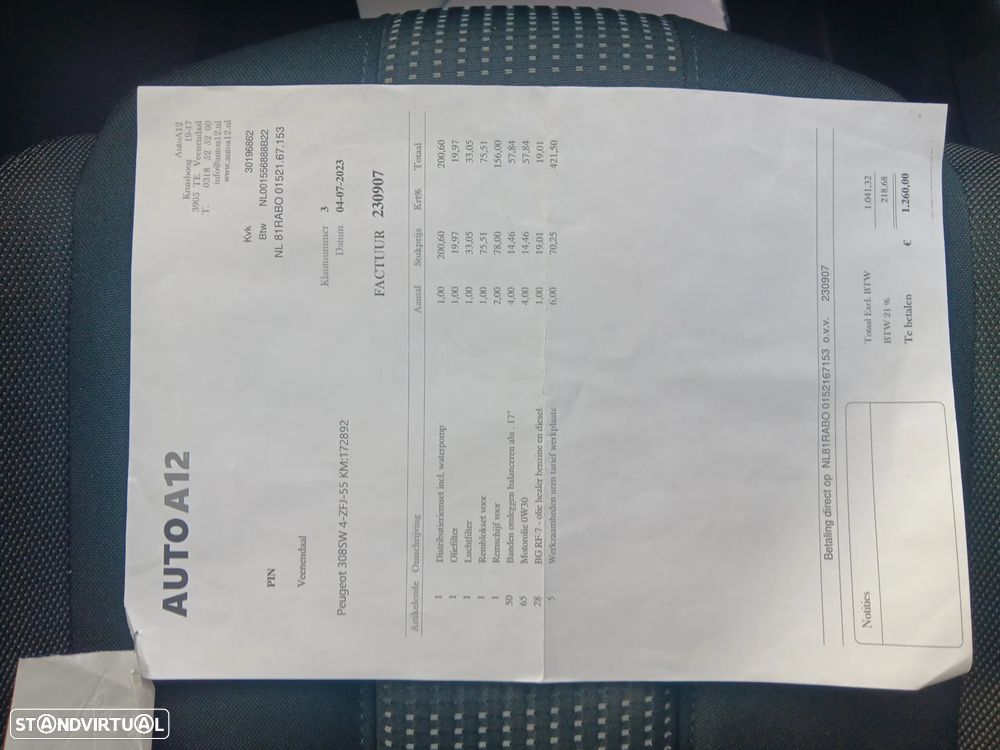 AUTO A12
AutoA12
Kruisboog 19-17
3905 TE Veenendaal
T. 0318 52 52 00
info@autoa12.nl
www.autoa12.nl
Kvk 30196862
Btw NL001556888B22
NL 81RABO 01521.67.153
PIN
Veenendaal
Klantnummer 3
Datum 04-07-2023
Peugeot 308SW 4-ZFJ-55 KM:172892
FACTUUR 230907
Artikelcode Omschrijving Aantal Stukprijs Krt% Totaal
1 Distributieriemset incl. waterpomp 1,00 200,60 200,60
1 Oliefilter 1,00 19,97 19,97
1 Luchtfilter 1,00 33,05 33,05
1 Remblokset voor 1,00 75,51 75,51
1 Remschijf voor 2,00 78,00 156,00
50 Banden omleggen balanceren alu . 17" 4,00 14,46 57,84
65 Motorolie 0W30 4,00 14,46 57,84
28 BG RF-7 - olie healer benzine en diesel 1,00 19,01 19,01
5 Werkzaamheden uren tarief werkplaats 6,00 70,25 421,50
Betaling direct op NL81RABO 0152167153 o.v.v. 230907
Notities
Totaal Excl. BTW 1.041,32
BTW 21 % 218,68
Te betalen € 1.260,00
STANDVIRTUAL